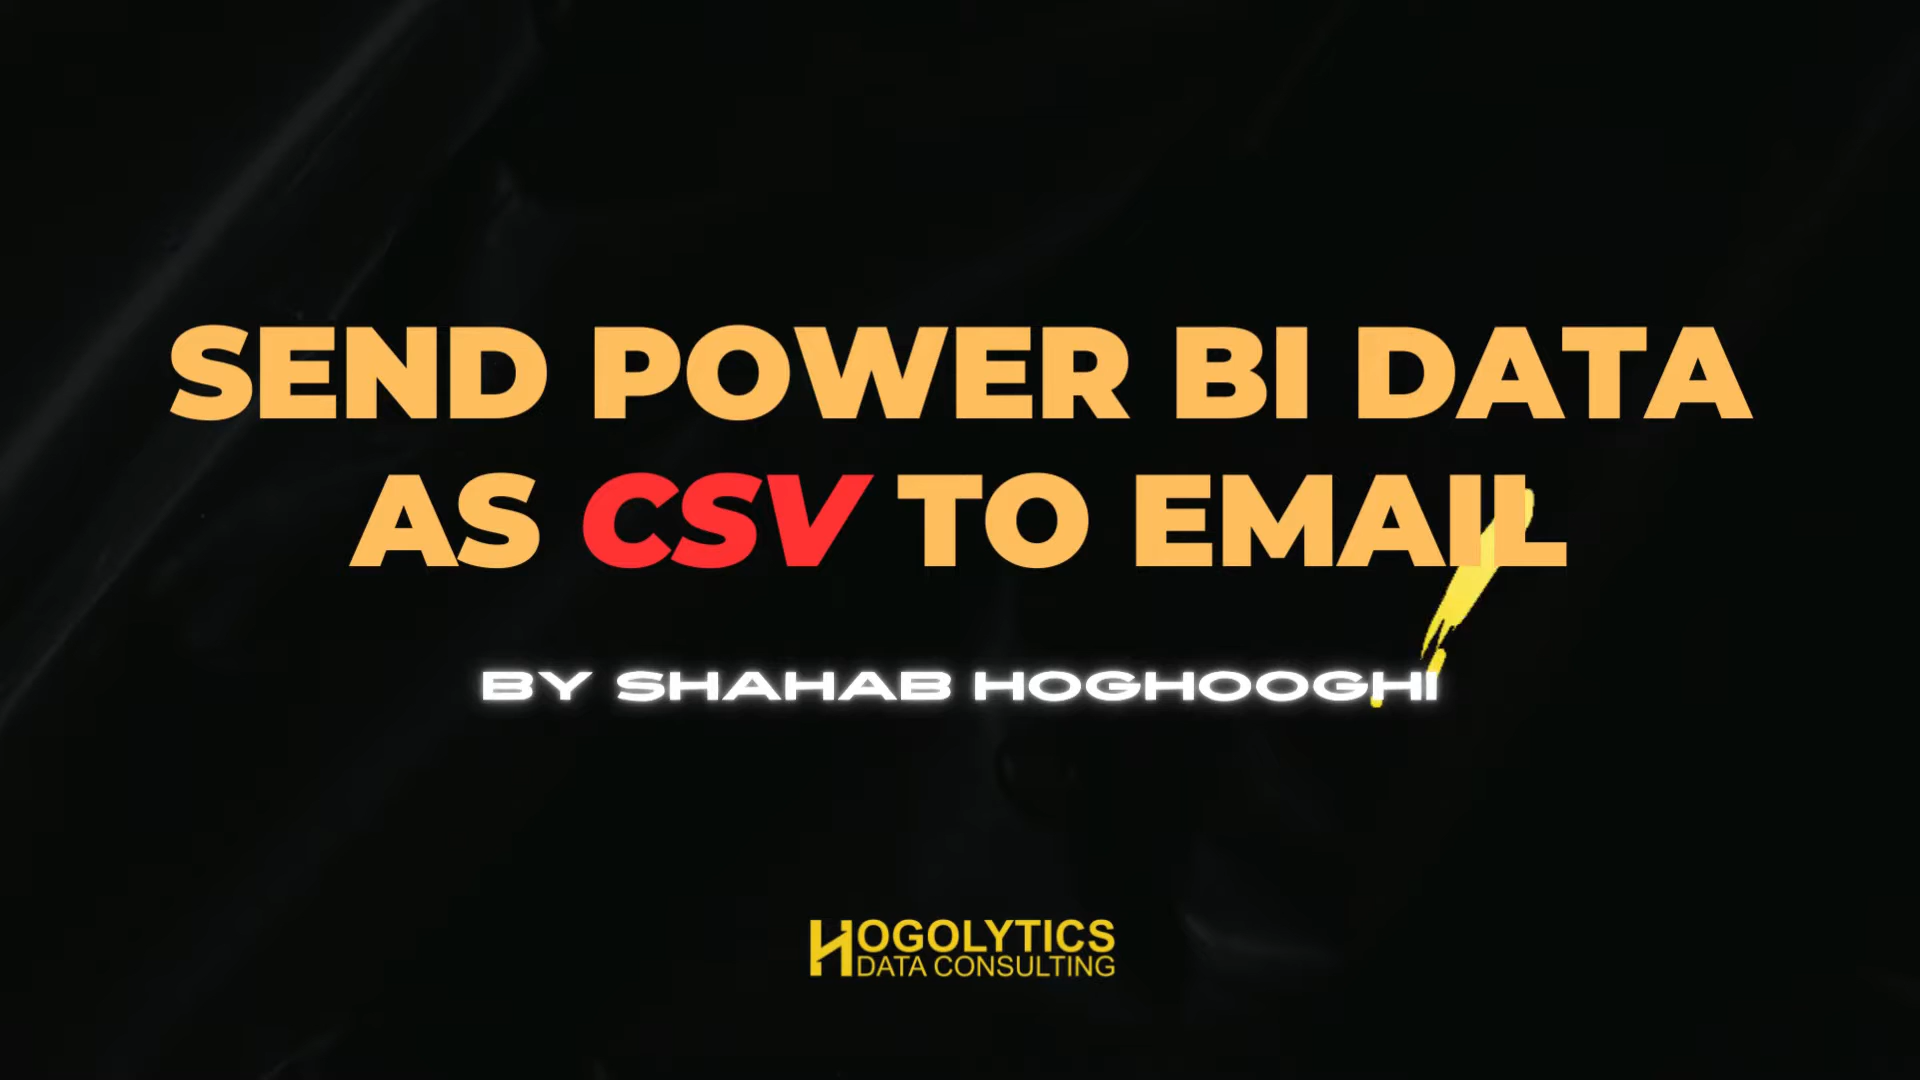 SEND POWER BI DATA
AS CSV TO EMAIL
BY SHAHAB HOGHOOGHI
HOGOLYTICS
DATA CONSULTING